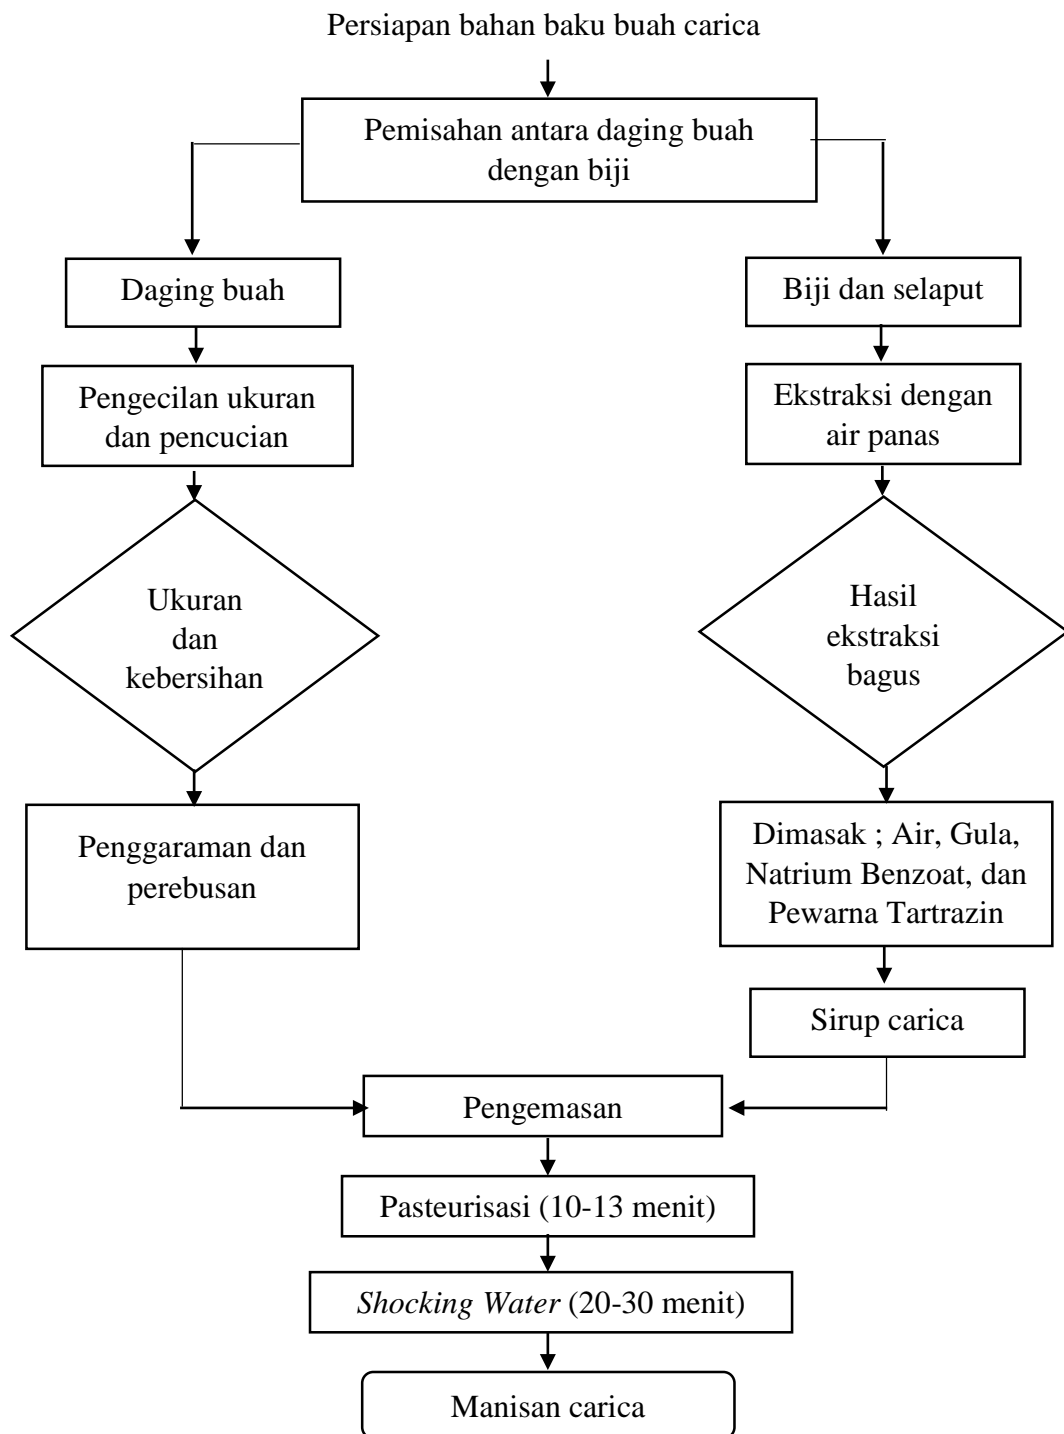 Persiapan bahan baku buah carica
Pemisahan antara daging buah
dengan biji
Daging buah
Biji dan selaput
Pengecilan ukuran
dan pencucian
Ekstraksi dengan
air panas
Ukuran
dan
kebersihan
Hasil
ekstraksi
bagus
Penggaraman dan
perebusan
Dimasak ; Air, Gula,
Natrium Benzoat, dan
Pewarna Tartrazin
Sirup carica
Pengemasan
Pasteurisasi (10-13 menit)
Shocking Water (20-30 menit)
Manisan carica